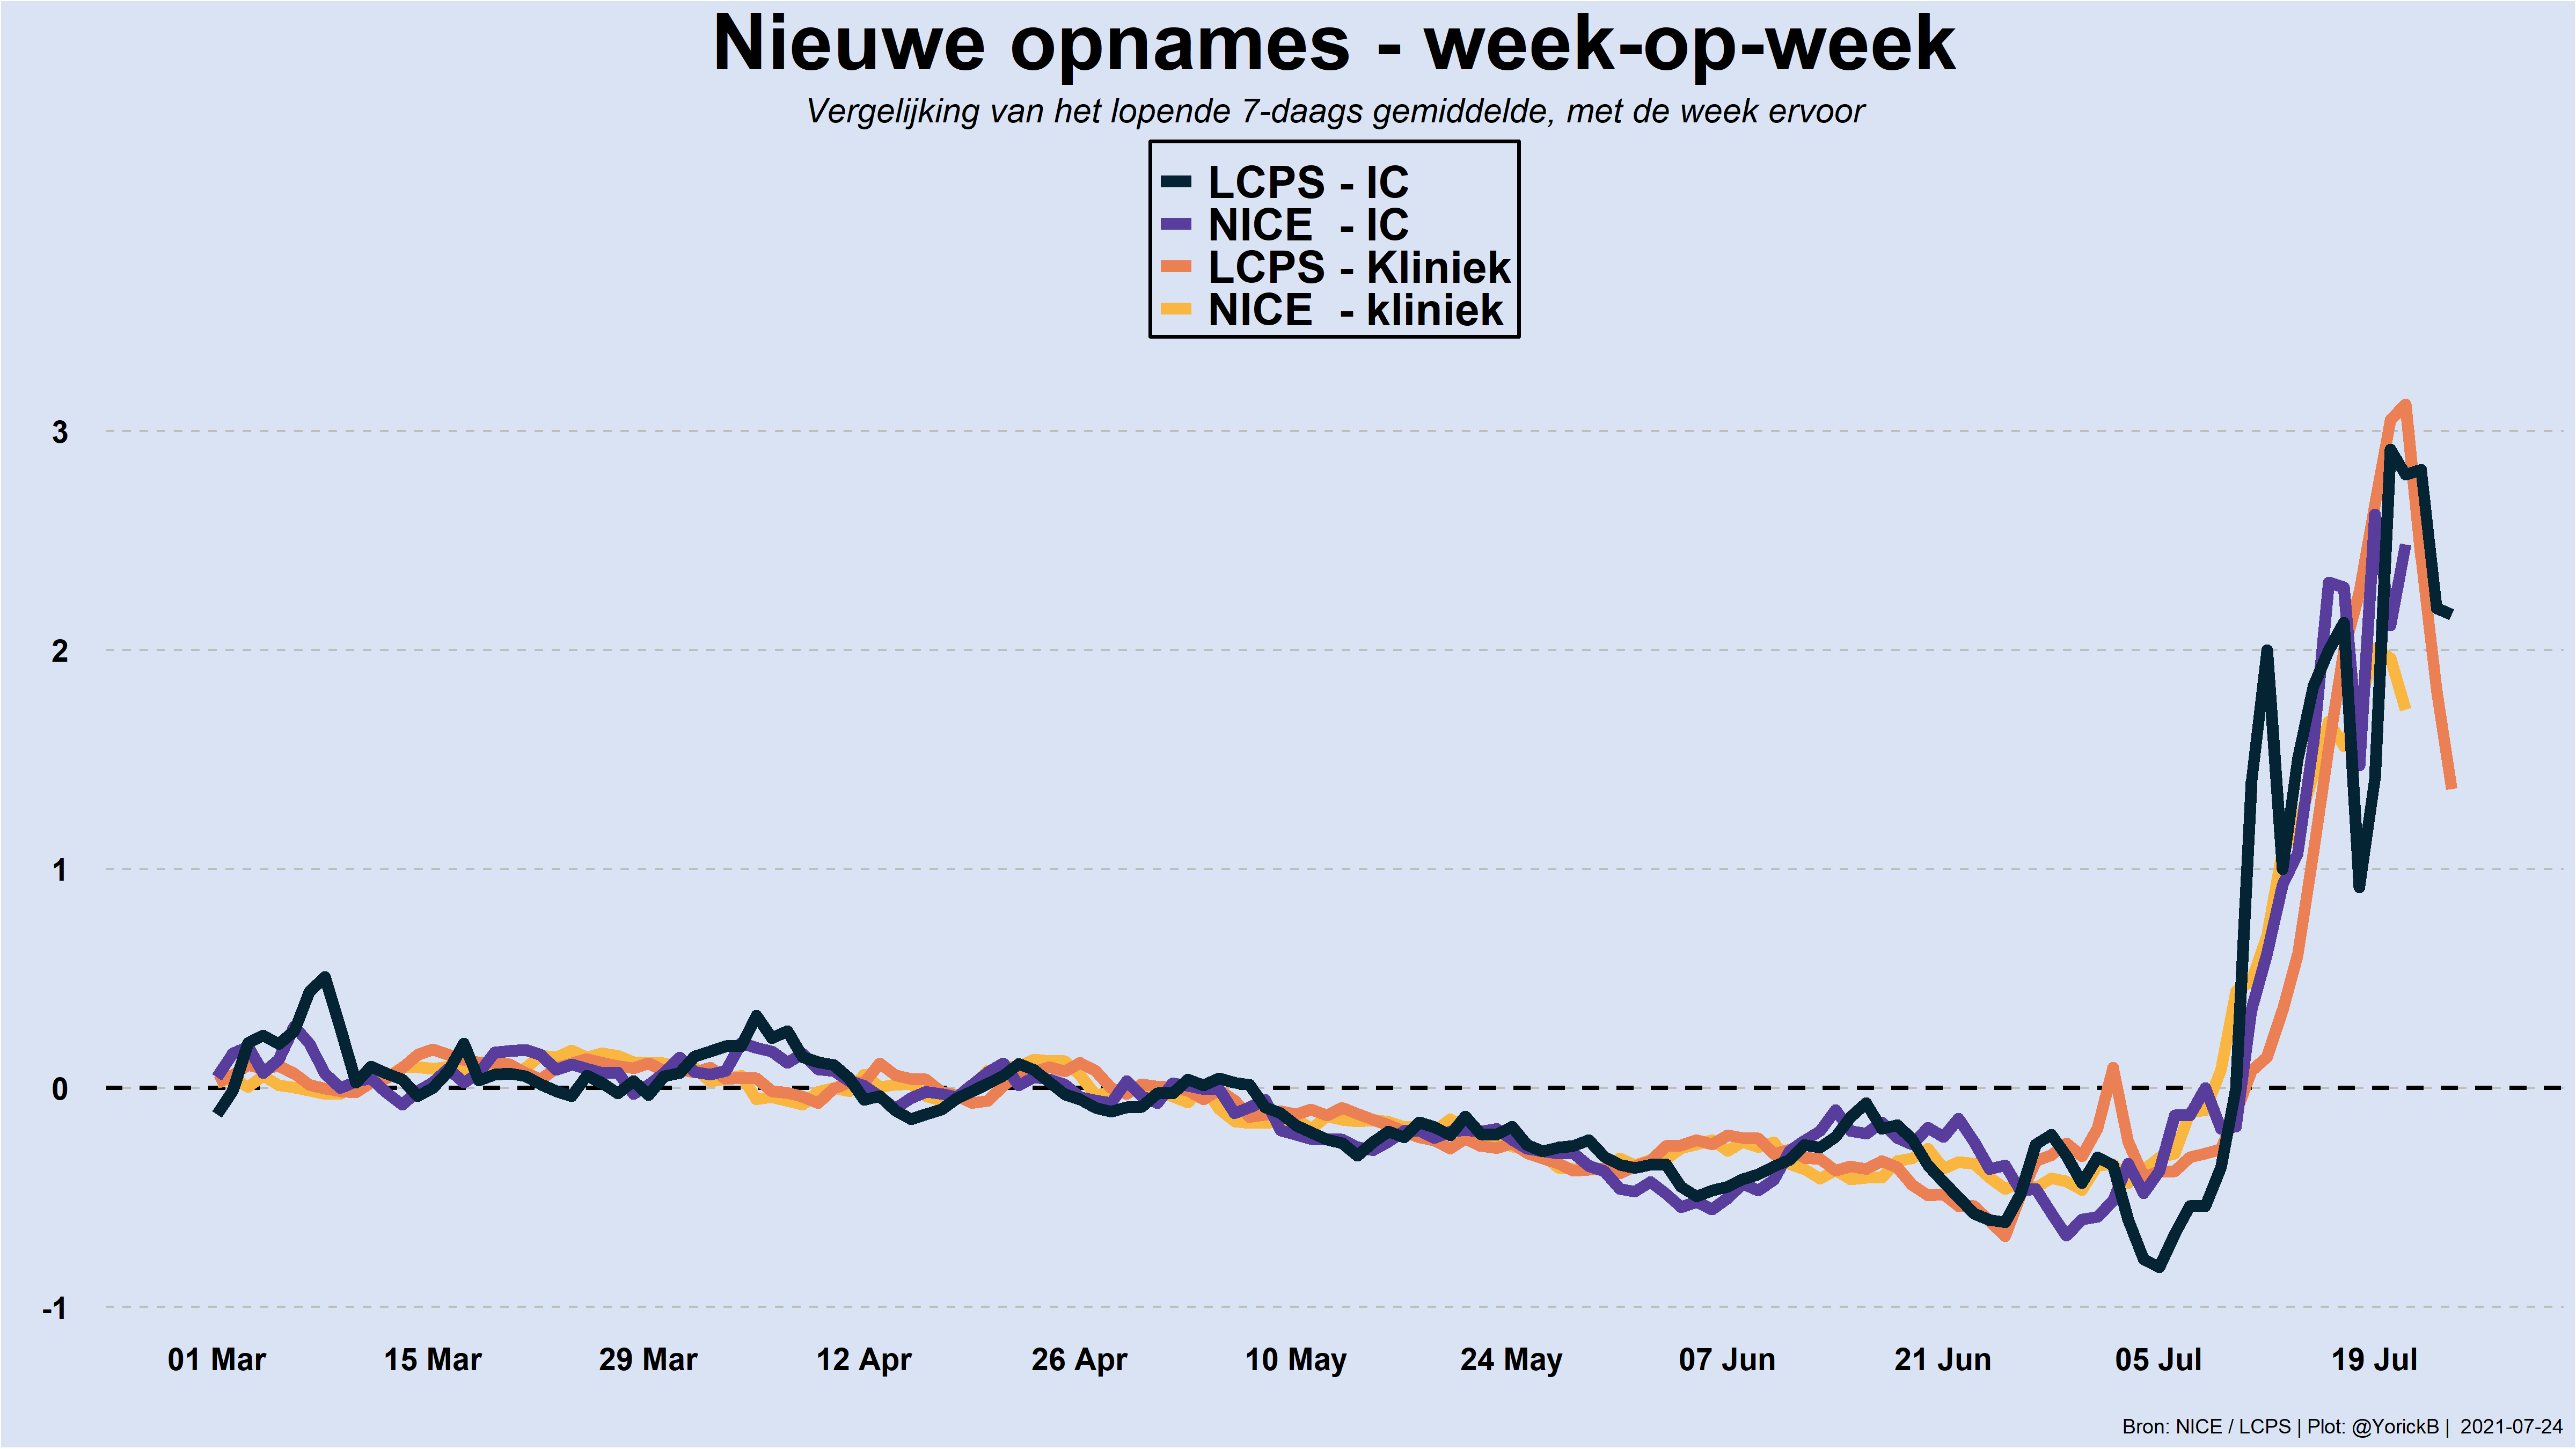 Nieuwe opnames - week-op-week
Vergelijking van het lopende 7-daags gemiddelde, met de week ervoor
LCPS - IC
NICE - IC
LCPS - Kliniek
NICE - kliniek
3
2
1
0
-1
01 Mar 15 Mar 29 Mar 12 Apr 26 Apr 10 May 24 May 07 Jun 21 Jun 05 Jul 19 Jul
Bron: NICE / LCPS | Plot: @YorickB | 2021-07-24